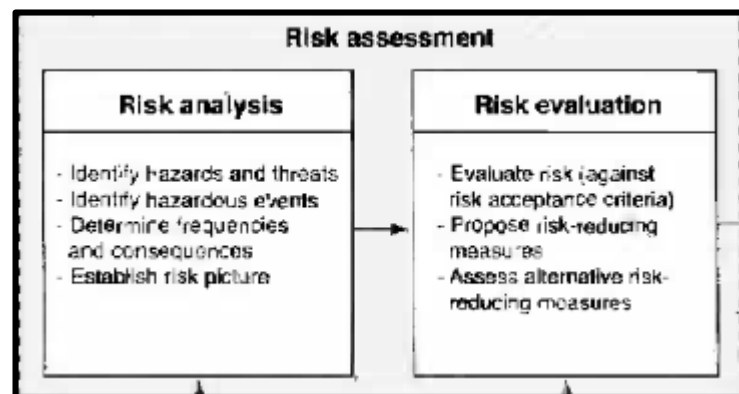 Risk assessment
Risk analysis
- Identify hazards and threats
- Identify hazardous events
- Determine frequencies
and consequences
- Establish risk picture
Risk evaluation
- Evaluate risk (against
risk acceptance criteria)
- Propose risk-reducing
measures
- Assess alternative risk-
reducing measures